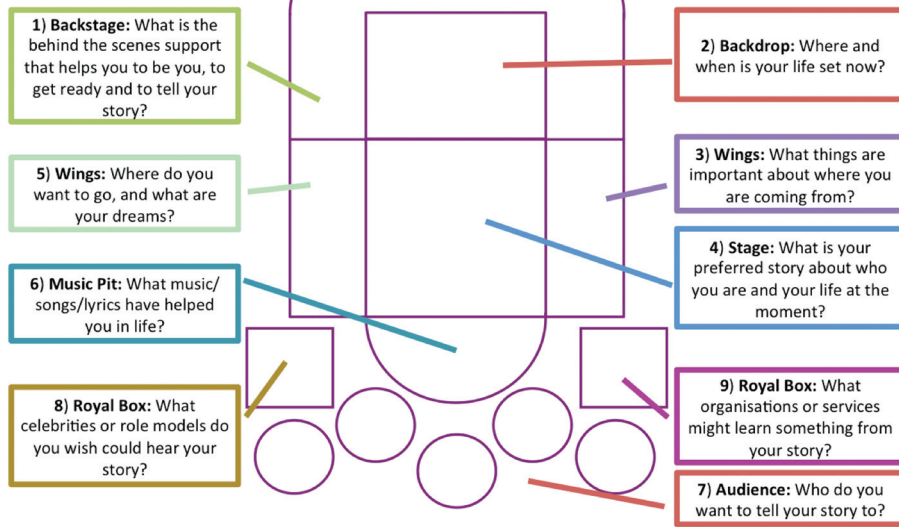 1) Backstage: What is the
behind the scenes support
that helps you to be you, to
get ready and to tell your
story?
2) Backdrop: Where and
when is your life set now?
5) Wings: Where do you
want to go, and what are
your dreams?
3) Wings: What things are
important about where you
are coming from?
4) Stage: What is your
preferred story about who
you are and your life at the
moment?
6) Music Pit: What music/
songs/lyrics have helped
you in life?
8) Royal Box: What
celebrities or role models do
you wish could hear your
story?
9) Royal Box: What
organisations or services
might learn something from
your story?
7) Audience: Who do you
want to tell your story to?